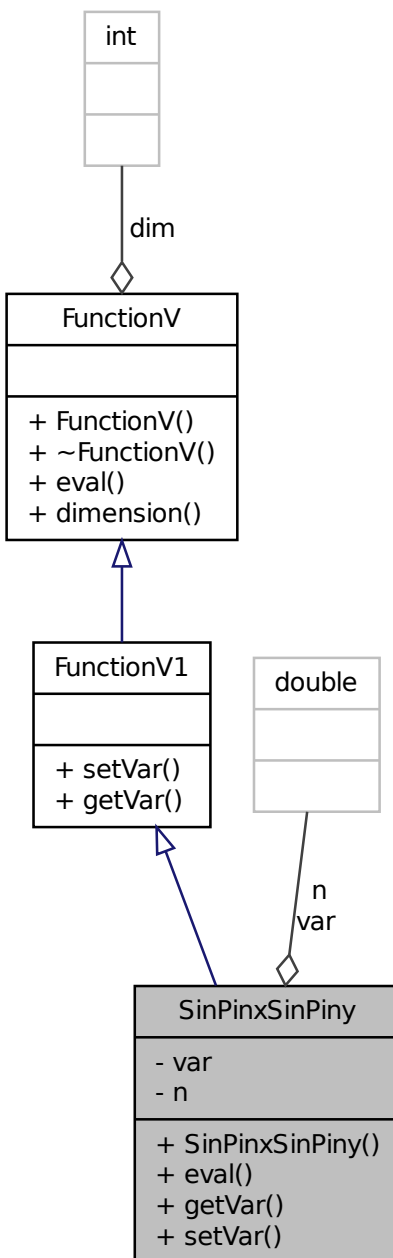 int
dim
FunctionV
+ FunctionV()
+ ~FunctionV()
+ eval()
+ dimension()
FunctionV1
+ setVar()
+ getVar()
double
n
var
SinPinxSinPiny
- var
- n
+ SinPinxSinPiny()
+ eval()
+ getVar()
+ setVar()